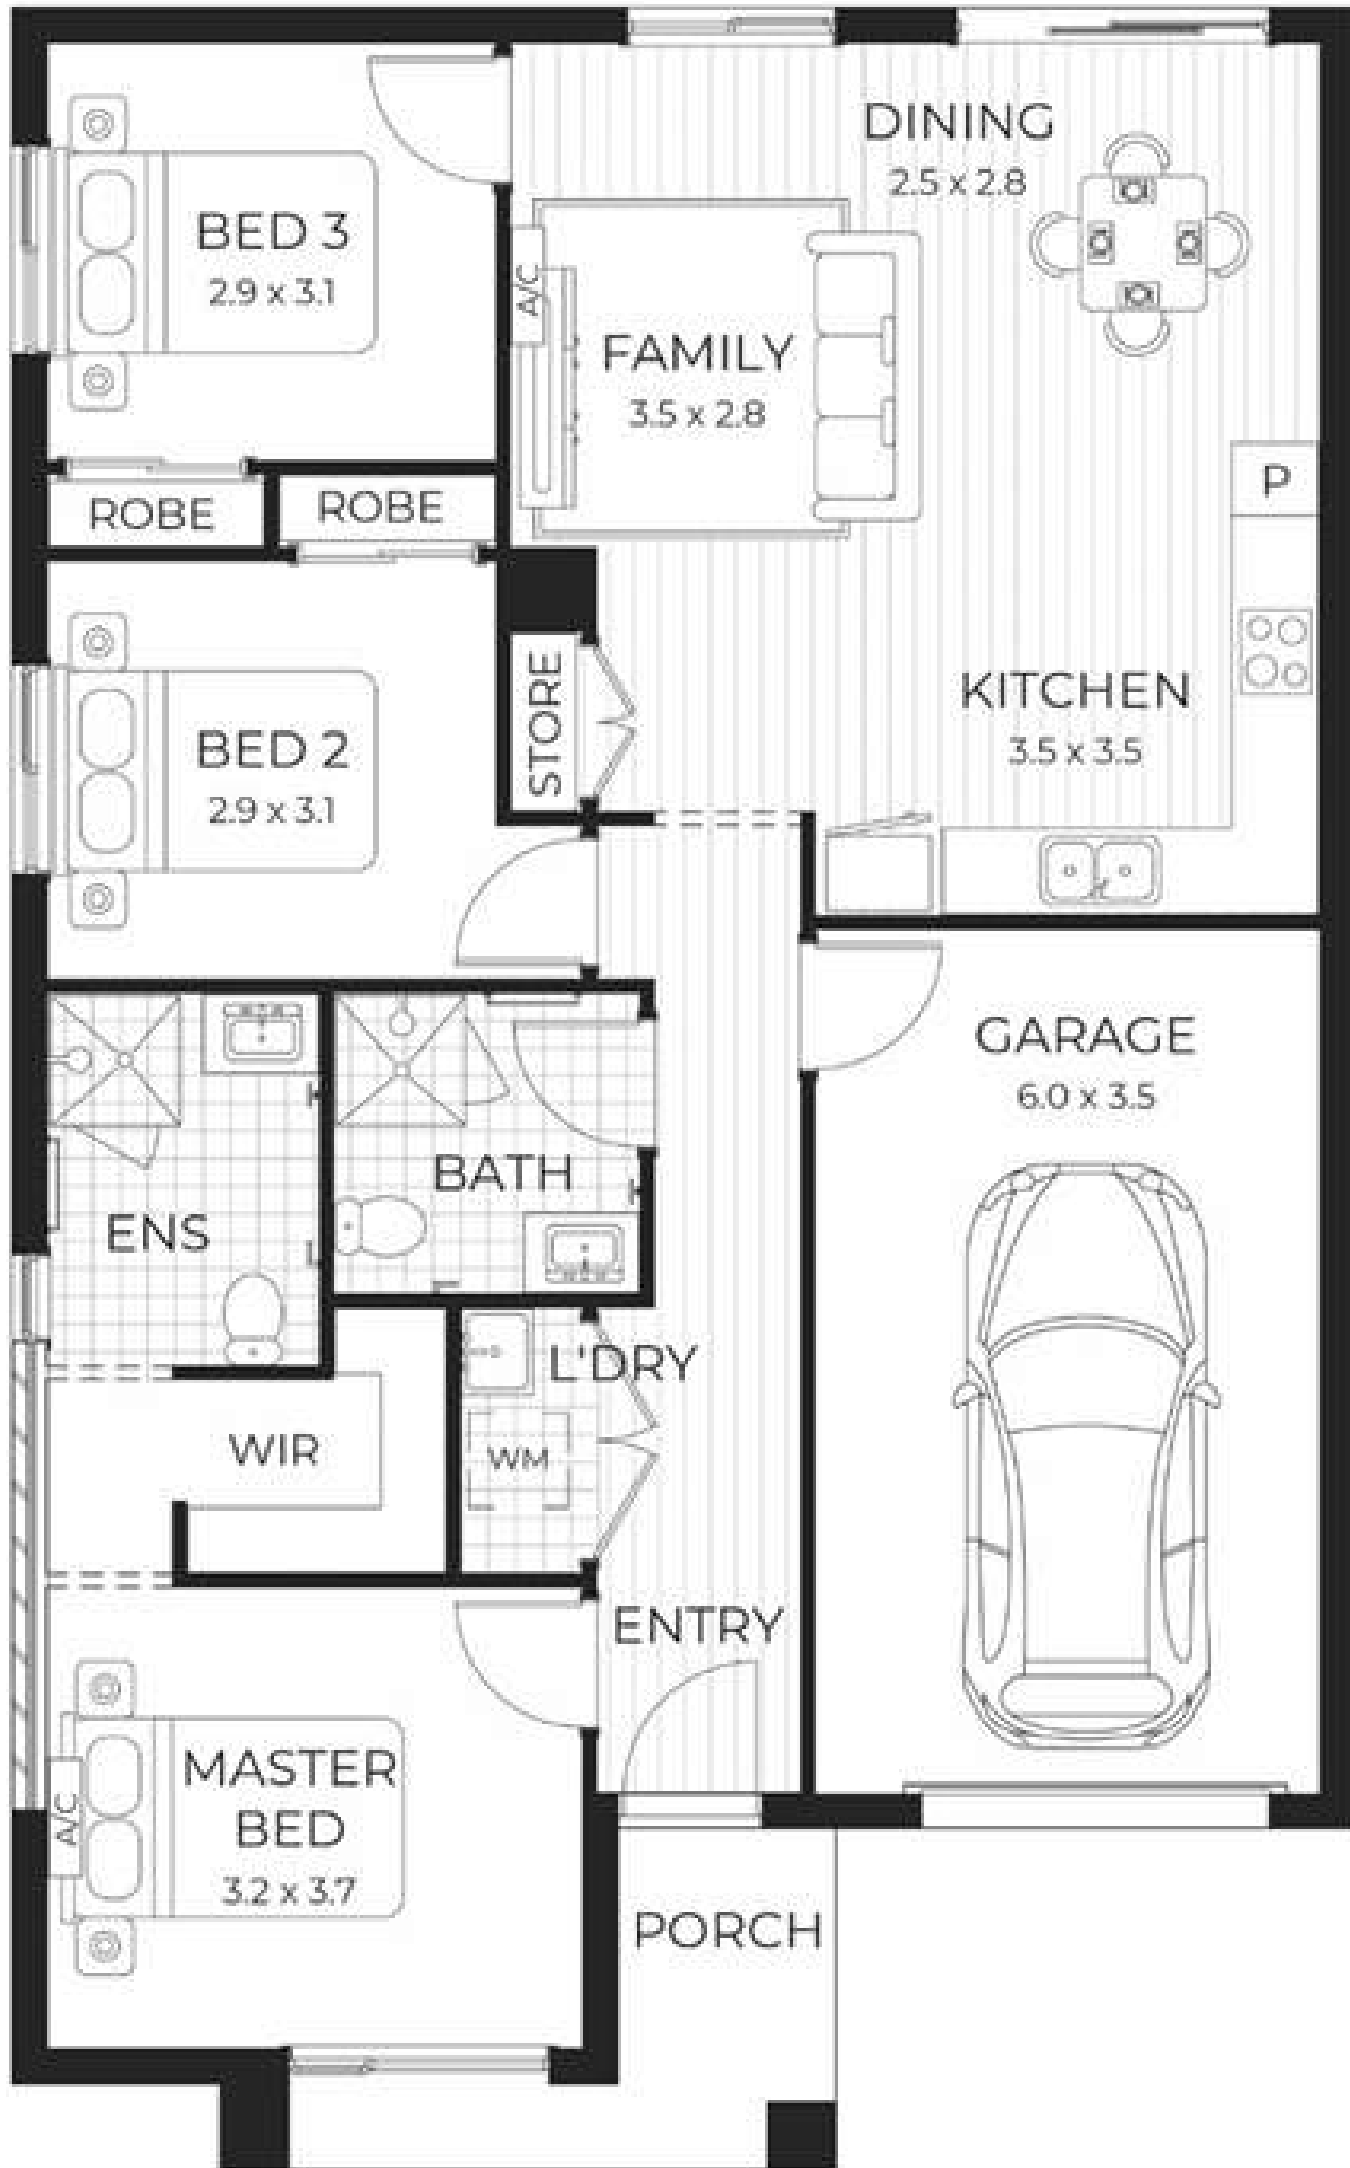 DINING
2.5 x 2.8
BED 3
2.9 x 3.1
A/C
FAMILY
3.5 x 2.8
P
ROBE
ROBE
STORE
KITCHEN
3.5 x 3.5
BED 2
2.9 x 3.1
GARAGE
6.0 x 3.5
BATH
ENS
L'DRY
WIR
WM
ENTRY
MASTER
BED
3.2 x 3.7
A/C
PORCH